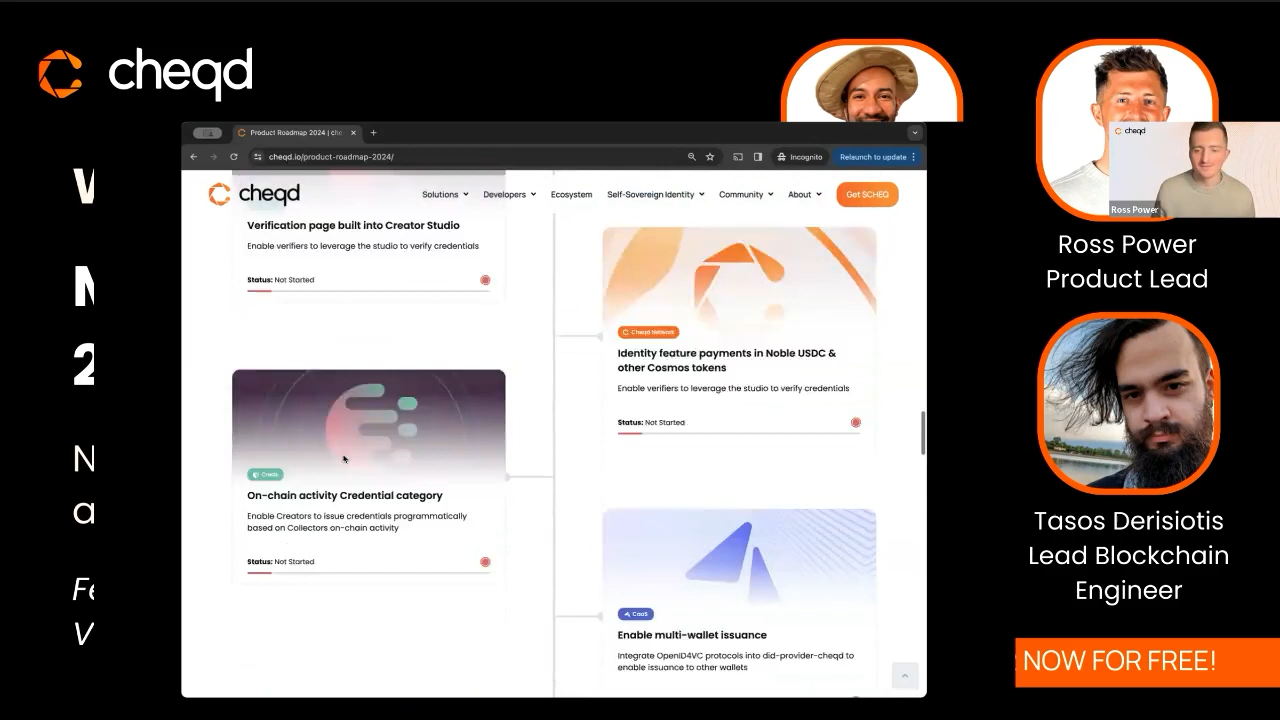 cheqd
Product Roadmap 2024 | che
cheqd.io/product-roadmap-2024/
Incognito
Relaunch to update
cheqd
Solutions
Developers
Ecosystem
Self-Sovereign Identity
Community
About
Get $CHEQ
Verification page built into Creator Studio
Enable verifiers to leverage the studio to verify credentials
Status: Not Started
Cheqd Network
Identity feature payments in Noble USDC &
other Cosmos tokens
Enable verifiers to leverage the studio to verify credentials
Status: Not Started
Creds
On-chain activity Credential category
Enable Creators to issue credentials programmatically
based on Collectors on-chain activity
Status: Not Started
CaaS
Enable multi-wallet issuance
Integrate OpenID4VC protocols into did-provider-cheqd to
enable issuance to other wallets
cheqd
Ross Power
Ross Power
Product Lead
Tasos Derisiotis
Lead Blockchain
Engineer
NOW FOR FREE!